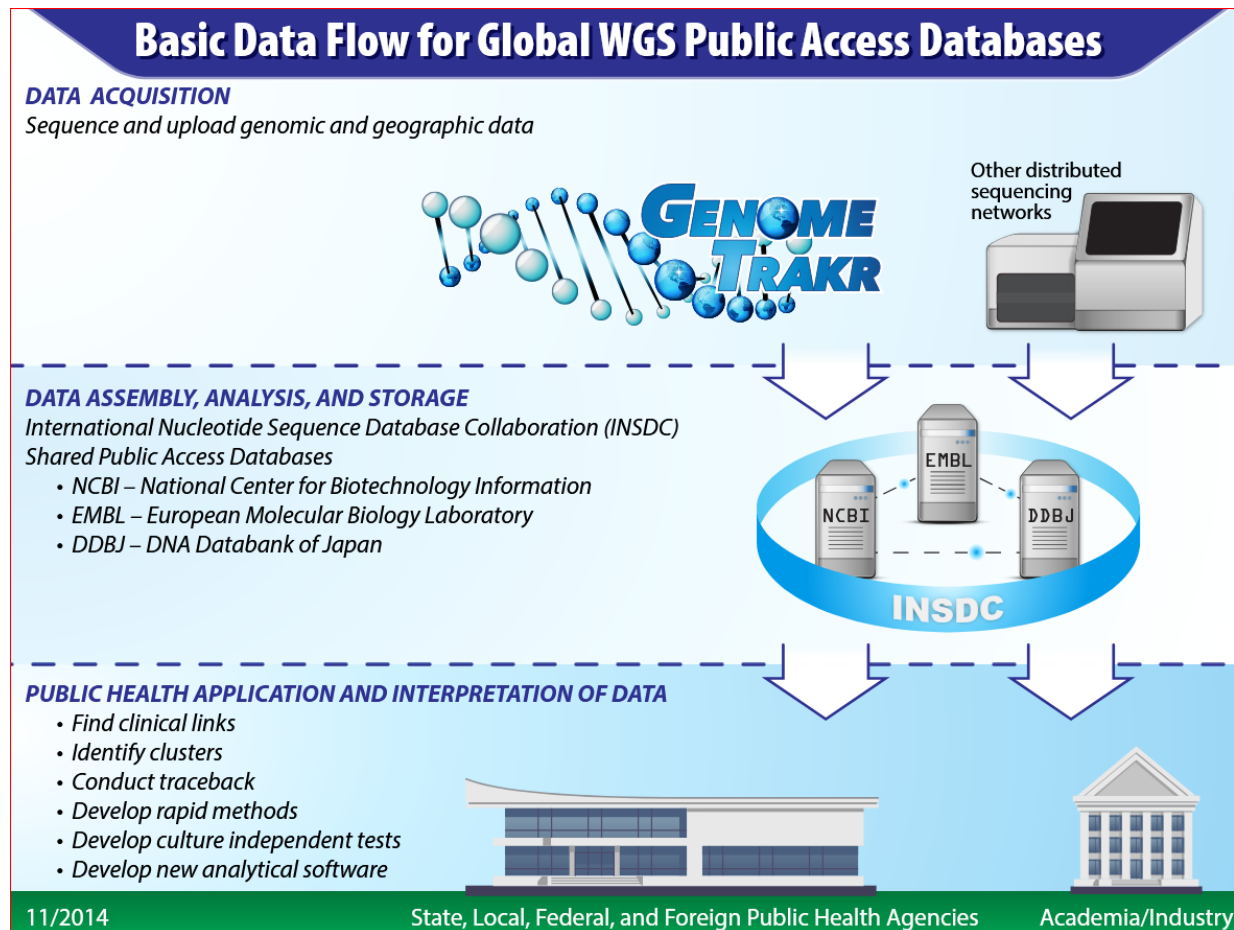 Basic Data Flow for Global WGS Public Access Databases
DATA ACQUISITION
Sequence and upload genomic and geographic data
GENOME
TRAKR
Other distributed
sequencing
networks
DATA ASSEMBLY, ANALYSIS, AND STORAGE
International Nucleotide Sequence Database Collaboration (INSDC)
Shared Public Access Databases
• NCBI – National Center for Biotechnology Information
• EMBL – European Molecular Biology Laboratory
• DDBJ – DNA Databank of Japan
EMBL
NCBI
DDBJ
INSDC
PUBLIC HEALTH APPLICATION AND INTERPRETATION OF DATA
• Find clinical links
• Identify clusters
• Conduct traceback
• Develop rapid methods
• Develop culture independent tests
• Develop new analytical software
11/2014
State, Local, Federal, and Foreign Public Health Agencies
Academia/Industry